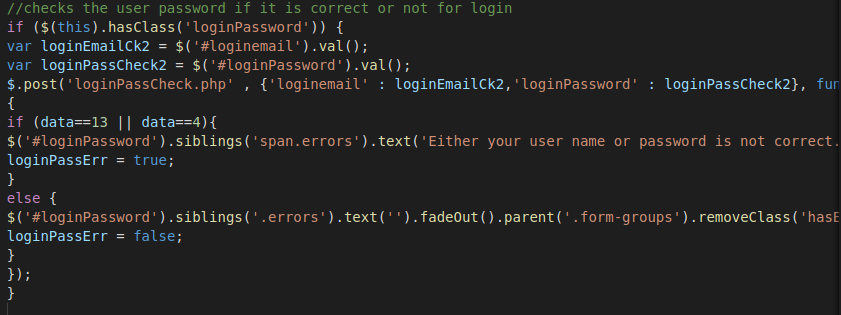 //checks the user password if it is correct or not for login
if ($(this).hasClass('loginPassword')) {
var loginEmailCk2 = $('#loginemail').val();
var loginPassCheck2 = $('#loginPassword').val();
$.post('loginPassCheck.php' , {'loginemail' : loginEmailCk2,'loginPassword' : loginPassCheck2}, fun
{
if (data==13 || data==4){
$('#loginPassword').siblings('span.errors').text('Either your user name or password is not correct.
loginPassErr = true;
}
else {
$('#loginPassword').siblings('.errors').text('').fadeOut().parent('.form-groups').removeClass('hasE
loginPassErr = false;
}
});
}